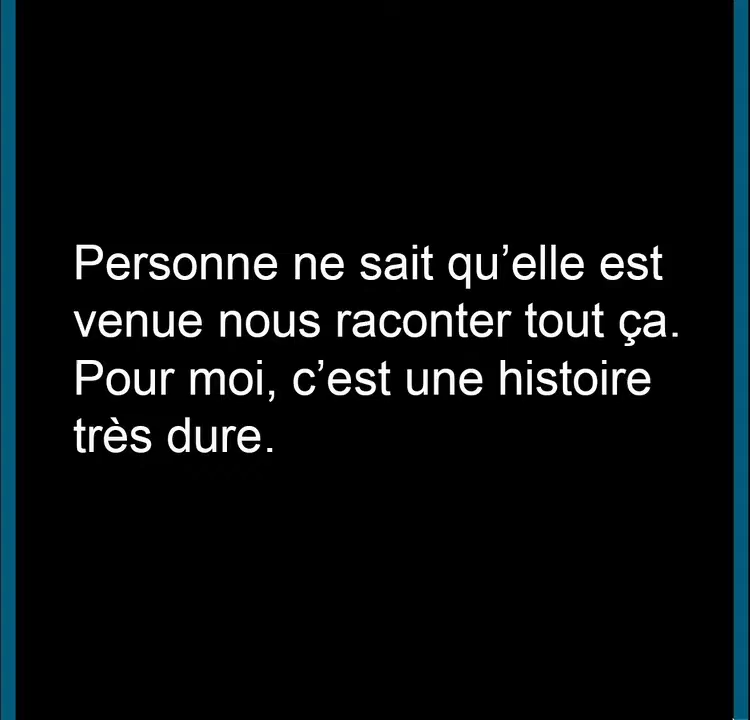 Personne ne sait qu’elle est
venue nous raconter tout ça.
Pour moi, c’est une histoire
très dure.